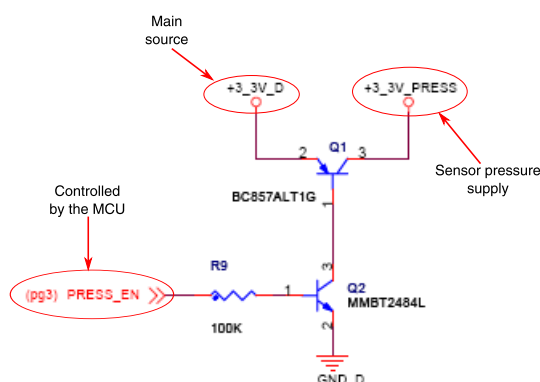 Main
source
+3_3V_D
+3_3V_PRESS
2
Q1
3
Sensor pressure
supply
BC857ALT1G
1
Controlled
by the MCU
3
(pg3) PRESS_EN
R9
1
Q2
MMBT2484L
100K
2
GND_D